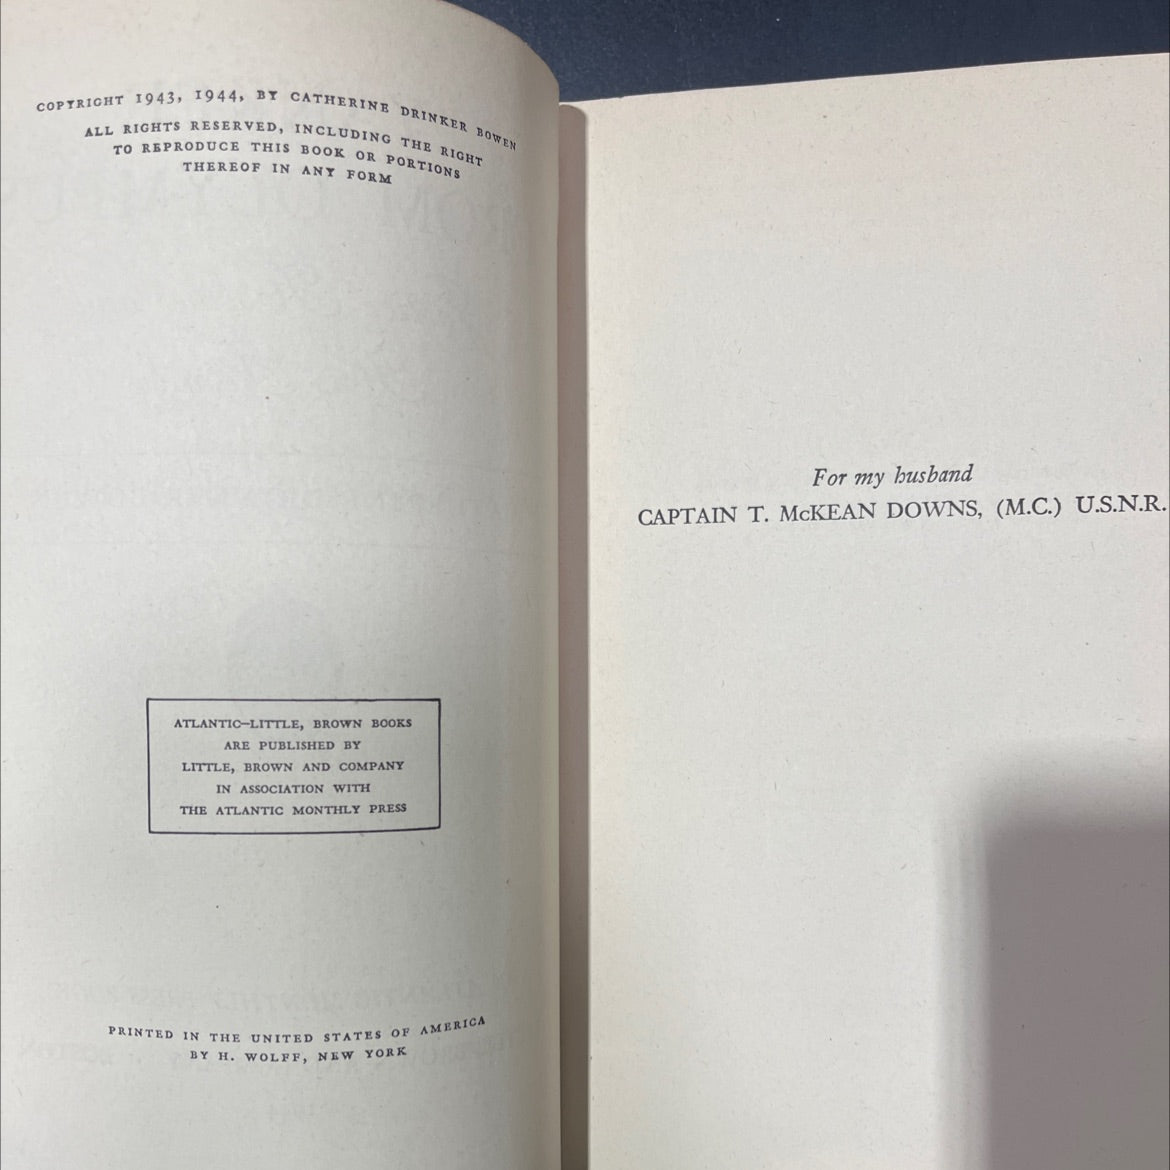 COPYRIGHT 1943, 1944, BY CATHERINE DRINKER BOWEN
ALL RIGHTS RESERVED, INCLUDING THE RIGHT
TO REPRODUCE THIS BOOK OR PORTIONS
THEREOF IN ANY FORM
ATLANTIC–LITTLE, BROWN BOOKS
ARE PUBLISHED BY
LITTLE, BROWN AND COMPANY
IN ASSOCIATION WITH
THE ATLANTIC MONTHLY PRESS
PRINTED IN THE UNITED STATES OF AMERICA
BY H. WOLFF, NEW YORK
For my husband
CAPTAIN T. McKEAN DOWNS, (M.C.) U.S.N.R.